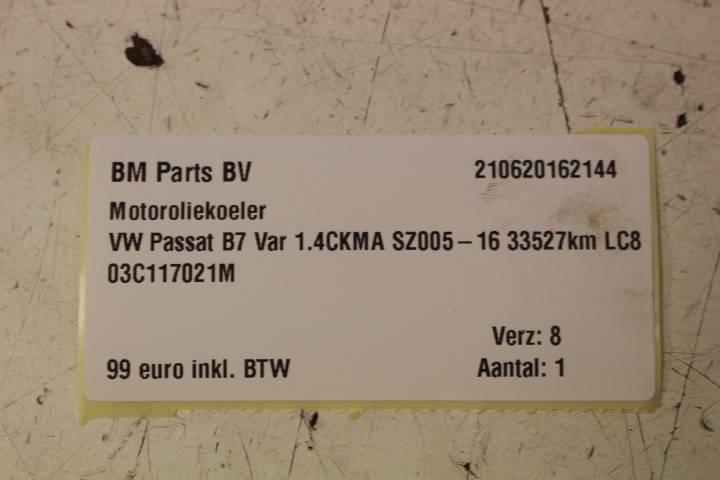 BM Parts BV 210620162144
Motoroliekoeler
VW Passat B7 Var 1.4CKMA SZ005-16 33527km LC8
03C117021M
Verz: 8
99 euro inkl. BTW Aantal: 1